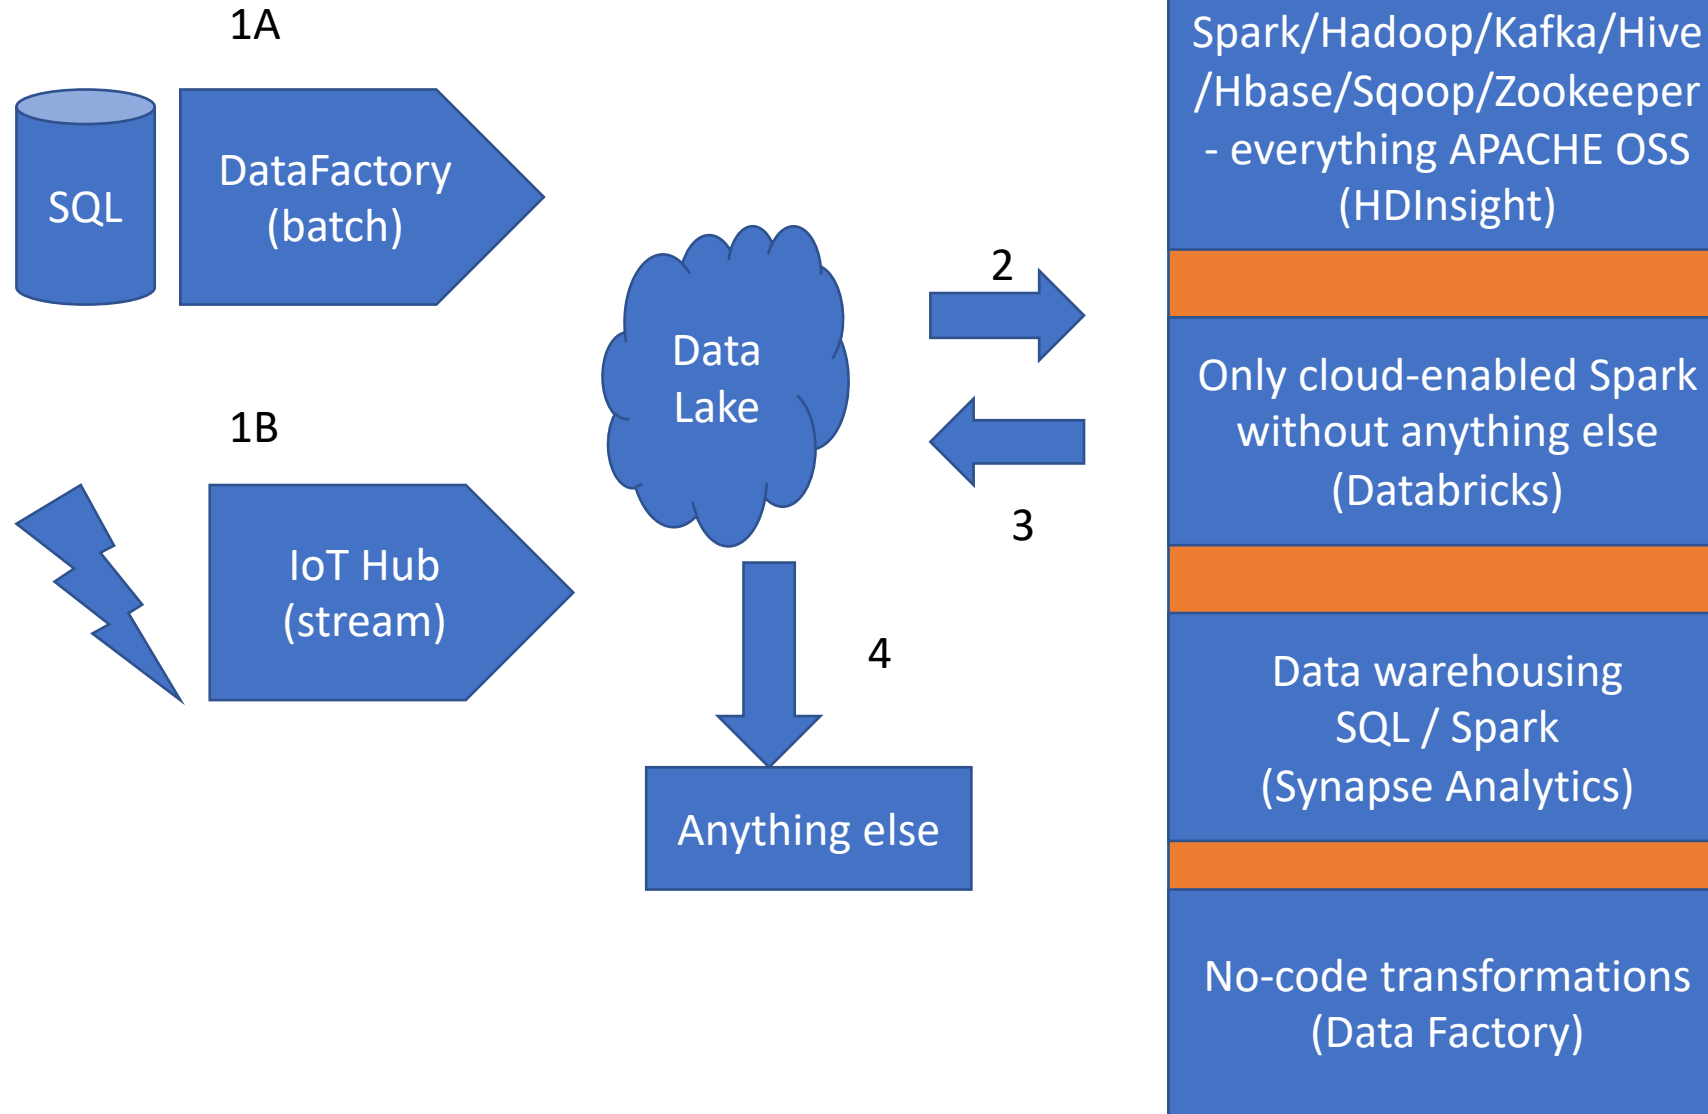 1A
SQL
DataFactory
(batch)
1B
IoT Hub
(stream)
Data
Lake
2
3
4
Anything else
Spark/Hadoop/Kafka/Hive
/Hbase/Sqoop/Zookeeper
- everything APACHE OSS
(HDInsight)
Only cloud-enabled Spark
without anything else
(Databricks)
Data warehousing
SQL / Spark
(Synapse Analytics)
No-code transformations
(Data Factory)